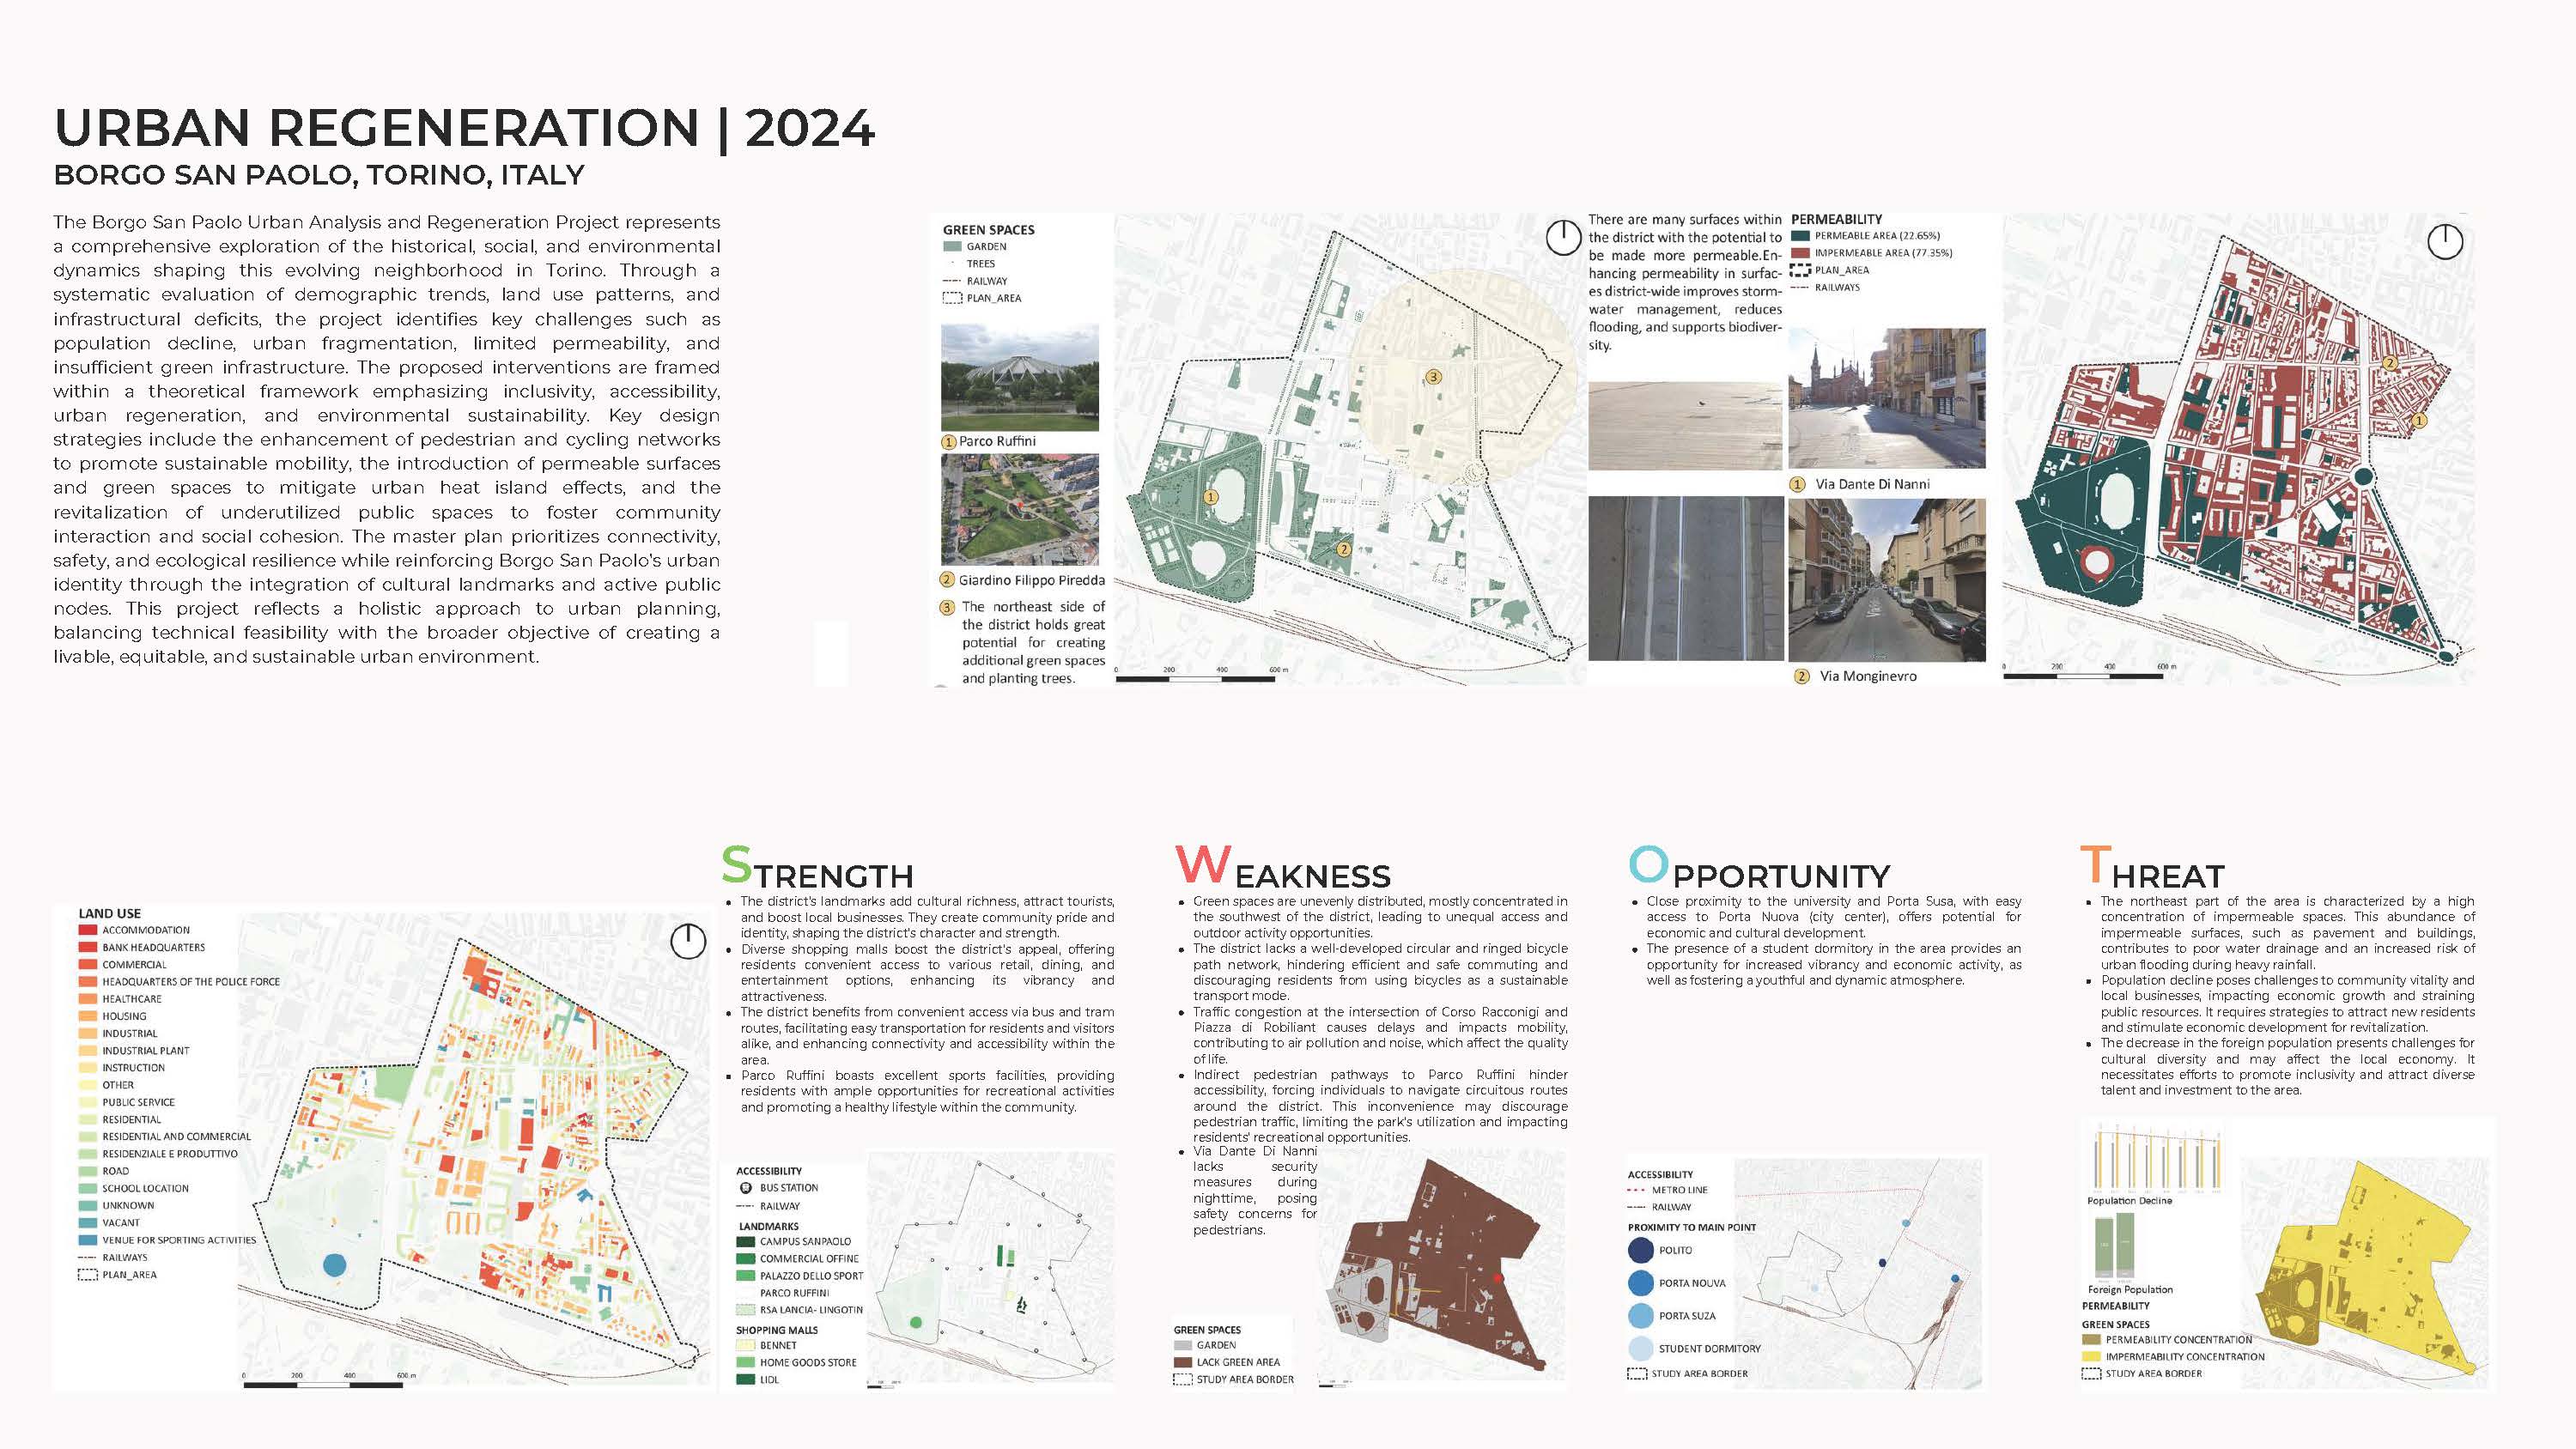 URBAN REGENERATION | 2024
BORGO SAN PAOLO, TORINO, ITALY
The Borgo San Paolo Urban Analysis and Regeneration Project represents
a comprehensive exploration of the historical, social, and environmental
dynamics shaping this evolving neighborhood in Torino. Through a
systematic evaluation of demographic trends, land use patterns, and
infrastructural deficits, the project identifies key challenges such as
population decline, urban fragmentation, limited permeability, and
insufficient green infrastructure. The proposed interventions are framed
within a theoretical framework emphasizing inclusivity, accessibility,
urban regeneration, and environmental sustainability. Key design
strategies include the enhancement of pedestrian and cycling networks
to promote sustainable mobility, the introduction of permeable surfaces
and green spaces to mitigate urban heat island effects, and the
revitalization of underutilized public spaces to foster community
interaction and social cohesion. The master plan prioritizes connectivity,
safety, and ecological resilience while reinforcing Borgo San Paolo's urban
identity through the integration of cultural landmarks and active public
nodes. This project reflects a holistic approach to urban planning,
balancing technical feasibility with the broader objective of creating a
livable, equitable, and sustainable urban environment.
GREEN SPACES
GARDEN
TREES
RAILWAY
PLAN_AREA
1 Parco Ruffini
2 Giardino Filippo Piredda
3 The northeast side of
the district holds great
potential for creating
additional green spaces
and planting trees.
1
2
3
0 200 400 600 m
There are many surfaces within
the district with the potential to
be made more permeable.En-
hancing permeability in surfac-
es district-wide improves storm-
water management, reduces
flooding, and supports biodiver-
sity.
PERMEABILITY
PERMEABLE AREA (22.65%)
IMPERMEABLE AREA (77.35%)
PLAN_AREA
RAILWAYS
1 Via Dante Di Nanni
2 Via Monginevro
2
1
0 200 400 600 m
LAND USE
ACCOMMODATION
BANK HEADQUARTERS
COMMERCIAL
HEADQUARTERS OF THE POLICE FORCE
HEALTHCARE
HOUSING
INDUSTRIAL
INDUSTRIAL PLANT
INSTRUCTION
OTHER
PUBLIC SERVICE
RESIDENTIAL
RESIDENTIAL AND COMMERCIAL
RESIDENZIALE E PRODUTTIVO
ROAD
SCHOOL LOCATION
UNKNOWN
VACANT
VENUE FOR SPORTING ACTIVITIES
RAILWAYS
PLAN_AREA
0 200 400 600 m
STRENGTH
• The district's landmarks add cultural richness, attract tourists,
and boost local businesses. They create community pride and
identity, shaping the district's character and strength.
• Diverse shopping malls boost the district's appeal, offering
residents convenient access to various retail, dining, and
entertainment options, enhancing its vibrancy and
attractiveness.
• The district benefits from convenient access via bus and tram
routes, facilitating easy transportation for residents and visitors
alike, and enhancing connectivity and accessibility within the
area.
• Parco Ruffini boasts excellent sports facilities, providing
residents with ample opportunities for recreational activities
and promoting a healthy lifestyle within the community.
ACCESSIBILITY
BUS STATION
RAILWAY
LANDMARKS
CAMPUS SANPAOLO
COMMERCIAL OFFINE
PALAZZO DELLO SPORT
PARCO RUFFINI
RSA LANCIA- LINGOTIN
SHOPPING MALLS
BENNET
HOME GOODS STORE
LIDL
WEAKNESS
• Green spaces are unevenly distributed, mostly concentrated in
the southwest of the district, leading to unequal access and
outdoor activity opportunities.
• The district lacks a well-developed circular and ringed bicycle
path network, hindering efficient and safe commuting and
discouraging residents from using bicycles as a sustainable
transport mode.
• Traffic congestion at the intersection of Corso Racconigi and
Piazza di Robiliant causes delays and impacts mobility,
contributing to air pollution and noise, which affect the quality
of life.
• Indirect pedestrian pathways to Parco Ruffini hinder
accessibility, forcing individuals to navigate circuitous routes
around the district. This inconvenience may discourage
pedestrian traffic, limiting the park's utilization and impacting
residents' recreational opportunities.
• Via Dante Di Nanni
lacks security
measures during
nighttime, posing
safety concerns for
pedestrians.
GREEN SPACES
GARDEN
LACK GREEN AREA
STUDY AREA BORDER
OPPORTUNITY
• Close proximity to the university and Porta Susa, with easy
access to Porta Nuova (city center), offers potential for
economic and cultural development.
• The presence of a student dormitory in the area provides an
opportunity for increased vibrancy and economic activity, as
well as fostering a youthful and dynamic atmosphere.
ACCESSIBILITY
METRO LINE
RAILWAY
PROXIMITY TO MAIN POINT
POLITO
PORTA NOUVA
PORTA SUZA
STUDENT DORMITORY
STUDY AREA BORDER
THREAT
• The northeast part of the area is characterized by a high
concentration of impermeable spaces. This abundance of
impermeable surfaces, such as pavement and buildings,
contributes to poor water drainage and an increased risk of
urban flooding during heavy rainfall.
• Population decline poses challenges to community vitality and
local businesses, impacting economic growth and straining
public resources. It requires strategies to attract new residents
and stimulate economic development for revitalization.
• The decrease in the foreign population presents challenges for
cultural diversity and may affect the local economy. It
necessitates efforts to promote inclusivity and attract diverse
talent and investment to the area.
Population Decline
Foreign Population
PERMEABILITY
GREEN SPACES
PERMEABILITY CONCENTRATION
IMPERMEABILITY CONCENTRATION
STUDY AREA BORDER